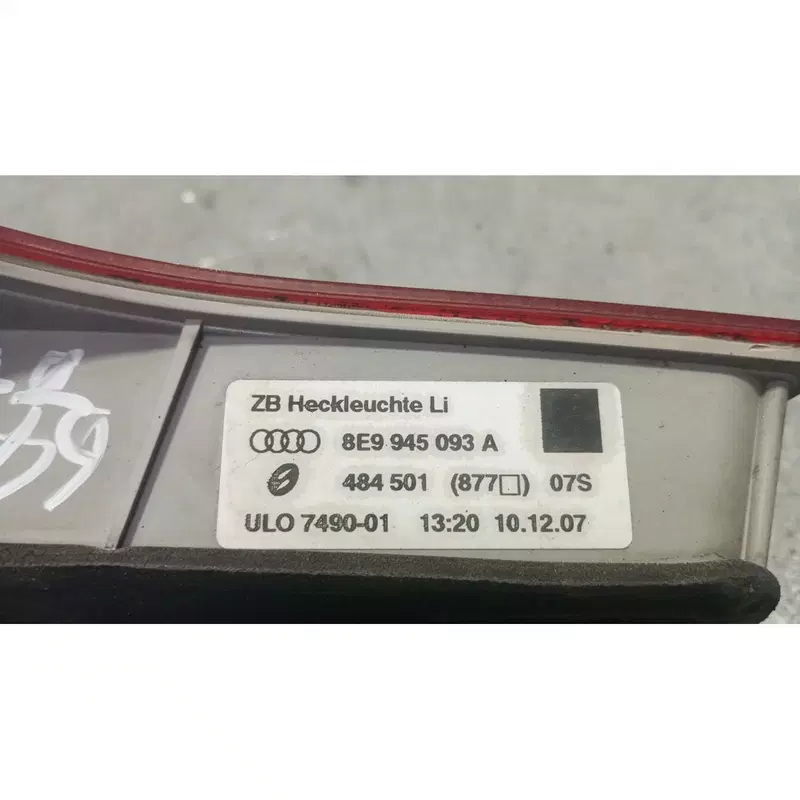 ZB Heckleuchte Li
8E9 945 093 A
484 501 (877□) 07S
ULO 7490-01 13:20 10.12.07